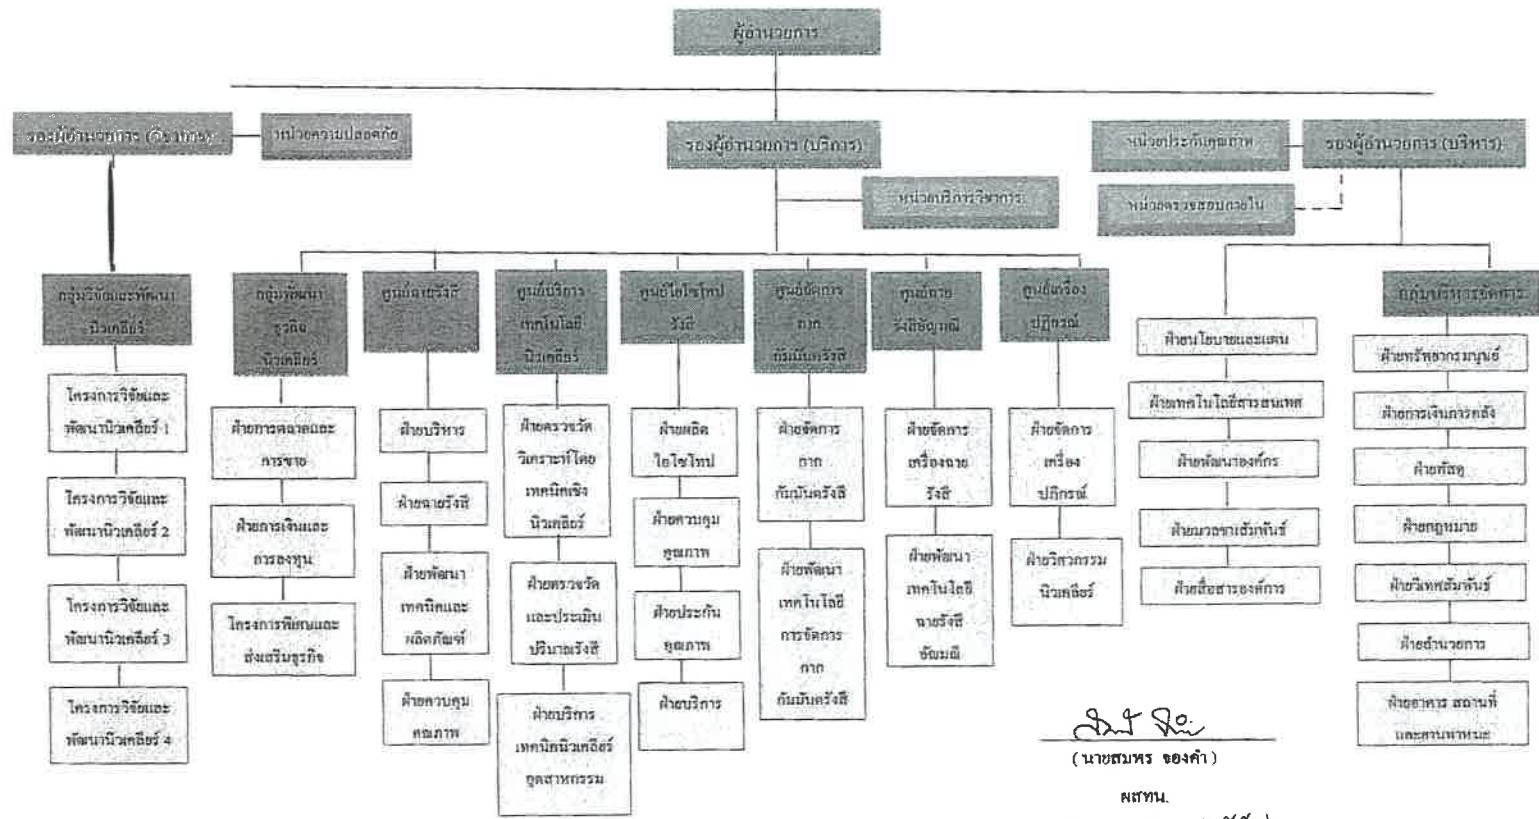 ผู้อำนวยการ
รองผู้อำนวยการ (วิชาการ)
หน่วยความปลอดภัย
รองผู้อำนวยการ (บริการ)
หน่วยบริการวิชาการ
หน่วยประกันคุณภาพ
รองผู้อำนวยการ (บริหาร)
หน่วยตรวจสอบภายใน
กลุ่มวิจัยและพัฒนา
นิวเคลียร์
โครงการวิจัยและ
พัฒนานิวเคลียร์ 1
โครงการวิจัยและ
พัฒนานิวเคลียร์ 2
โครงการวิจัยและ
พัฒนานิวเคลียร์ 3
โครงการวิจัยและ
พัฒนานิวเคลียร์ 4
กลุ่มพัฒนา
ธุรกิจ
นิวเคลียร์
ฝ่ายการตลาดและ
การขาย
ฝ่ายการเงินและ
การลงทุน
โครงการพิเศษและ
ส่งเสริมธุรกิจ
ศูนย์ฉายรังสี
ฝ่ายบริหาร
ฝ่ายฉายรังสี
ฝ่ายพัฒนา
เทคนิคและ
ผลิตภัณฑ์
ฝ่ายควบคุม
คุณภาพ
ศูนย์บริการ
เทคโนโลยี
นิวเคลียร์
ฝ่ายตรวจวัด
วิเคราะห์โดย
เทคนิคเชิง
นิวเคลียร์
ฝ่ายตรวจวัด
และประเมิน
ปริมาณรังสี
ฝ่ายบริการ
เทคนิคนิวเคลียร์
อุตสาหกรรม
ศูนย์ไอโซโทป
รังสี
ฝ่ายผลิต
ไอโซโทป
ฝ่ายควบคุม
คุณภาพ
ฝ่ายประกัน
คุณภาพ
ฝ่ายบริการ
ศูนย์จัดการ
กาก
กัมมันตรังสี
ฝ่ายจัดการ
กาก
กัมมันตรังสี
ฝ่ายพัฒนา
เทคโนโลยี
การจัดการ
กาก
กัมมันตรังสี
ศูนย์ฉาย
รังสีอัญมณี
ฝ่ายจัดการ
เครื่องฉาย
รังสี
ฝ่ายพัฒนา
เทคโนโลยี
ฉายรังสี
อัญมณี
ศูนย์เครื่อง
ปฏิกรณ์
ฝ่ายจัดการ
เครื่อง
ปฏิกรณ์
ฝ่ายวิศวกรรม
นิวเคลียร์
ฝ่ายนโยบายและแผน
ฝ่ายเทคโนโลยีสารสนเทศ
ฝ่ายพัฒนาองค์กร
ฝ่ายมวลชนสัมพันธ์
ฝ่ายสื่อสารองค์การ
กลุ่มบริหารจัดการ
ฝ่ายทรัพยากรมนุษย์
ฝ่ายการเงินการคลัง
ฝ่ายพัสดุ
ฝ่ายกฎหมาย
ฝ่ายวิเทศสัมพันธ์
ฝ่ายอำนวยการ
ฝ่ายอาคาร สถานที่
และยานพาหนะ
(นายสมพร จองคำ)
ผสทน.